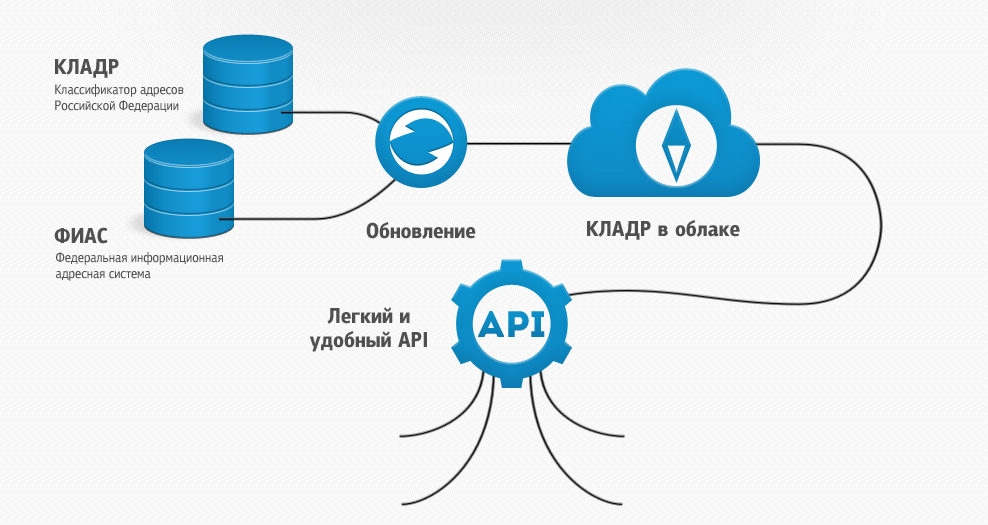 КЛАДР
Классификатор адресов
Российской Федерации
ФИАС
Федеральная информационная
адресная система
Обновление
КЛАДР в облаке
Легкий и
удобный API
API